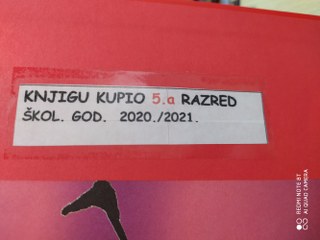 KNJIGU KUPIO 5.a RAZRED
ŠKOL. GOD. 2020./2021.
REDMI NOTE 8T
AI QUAD CAMERA